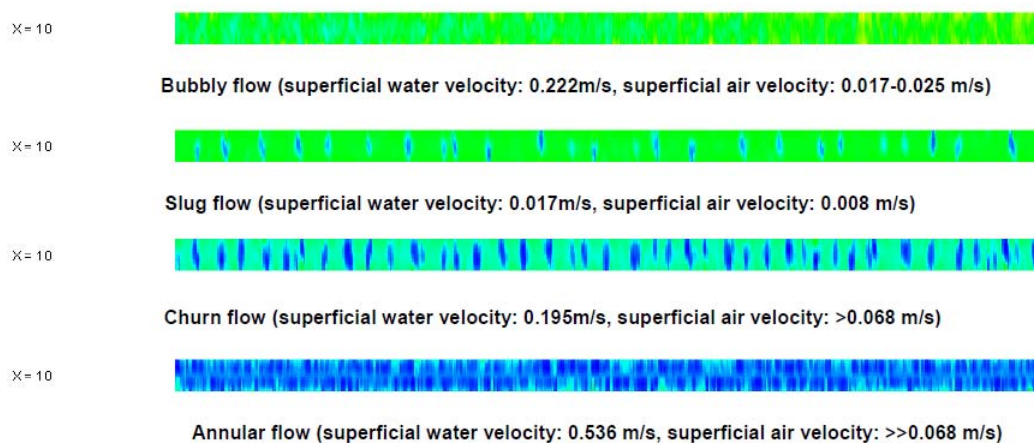 X = 10
Bubbly flow (superficial water velocity: 0.222m/s, superficial air velocity: 0.017-0.025 m/s)
X = 10
Slug flow (superficial water velocity: 0.017m/s, superficial air velocity: 0.008 m/s)
X = 10
Churn flow (superficial water velocity: 0.195m/s, superficial air velocity: >0.068 m/s)
X = 10
Annular flow (superficial water velocity: 0.536 m/s, superficial air velocity: >>0.068 m/s)